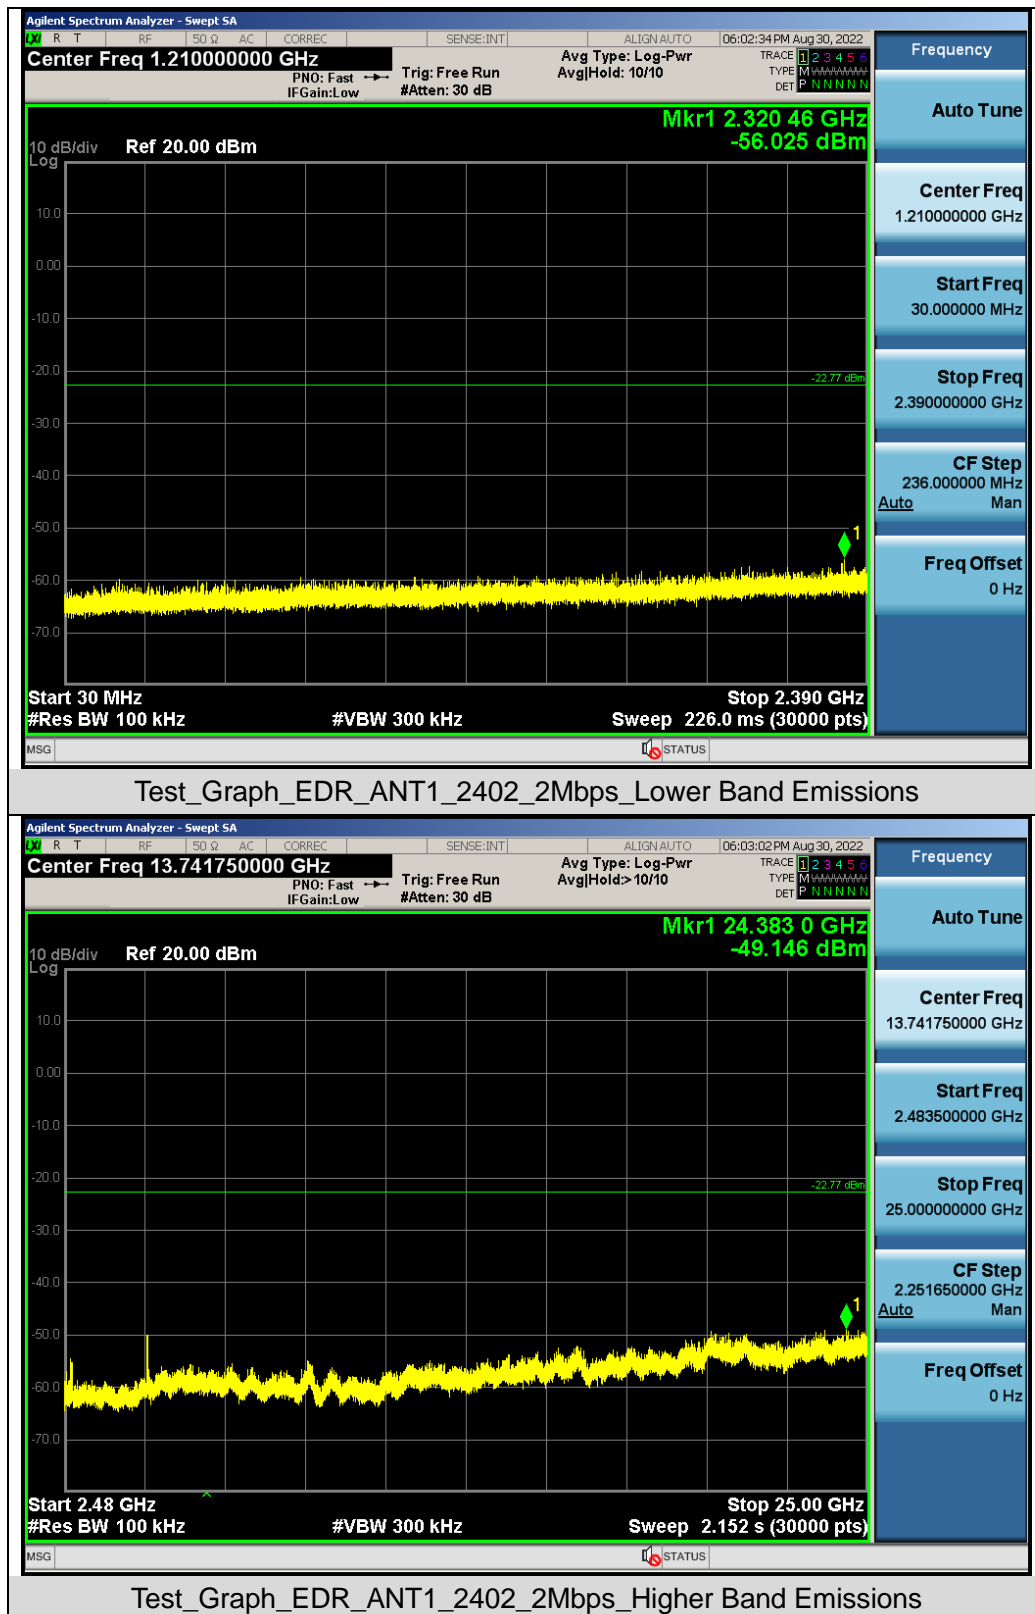 Agilent Spectrum Analyzer - Swept SA
LXI R T RF 50 Ω AC CORREC SENSE:INT ALIGN AUTO 06:02:34 PM Aug 30, 2022
Center Freq 1.210000000 GHz
PNO: Fast
IFGain:Low
Trig: Free Run
#Atten: 30 dB
Avg Type: Log-Pwr
Avg|Hold: 10/10
TRACE 1 2 3 4 5 6
TYPE M
DET P N N N N N
Mkr1 2.320 46 GHz
-56.025 dBm
10 dB/div
Log
Ref 20.00 dBm
10.0
0.00
-10.0
-20.0
-22.77 dBm
-30.0
-40.0
-50.0
1
-60.0
-70.0
Start 30 MHz
Stop 2.390 GHz
#Res BW 100 kHz
#VBW 300 kHz
Sweep 226.0 ms (30000 pts)
MSG
STATUS
Frequency
Auto Tune
Center Freq
1.210000000 GHz
Start Freq
30.000000 MHz
Stop Freq
2.390000000 GHz
CF Step
236.000000 MHz
Auto Man
Freq Offset
0 Hz
Test_Graph_EDR_ANT1_2402_2Mbps_Lower Band Emissions
Agilent Spectrum Analyzer - Swept SA
LXI R T RF 50 Ω AC CORREC SENSE:INT ALIGN AUTO 06:03:02 PM Aug 30, 2022
Center Freq 13.741750000 GHz
PNO: Fast
IFGain:Low
Trig: Free Run
#Atten: 30 dB
Avg Type: Log-Pwr
Avg|Hold:> 10/10
TRACE 1 2 3 4 5 6
TYPE M
DET P N N N N N
Mkr1 24.383 0 GHz
-49.146 dBm
10 dB/div
Log
Ref 20.00 dBm
10.0
0.00
-10.0
-20.0
-22.77 dBm
-30.0
-40.0
1
-50.0
-60.0
-70.0
Start 2.48 GHz
Stop 25.00 GHz
#Res BW 100 kHz
#VBW 300 kHz
Sweep 2.152 s (30000 pts)
MSG
STATUS
Frequency
Auto Tune
Center Freq
13.741750000 GHz
Start Freq
2.483500000 GHz
Stop Freq
25.000000000 GHz
CF Step
2.251650000 GHz
Auto Man
Freq Offset
0 Hz
Test_Graph_EDR_ANT1_2402_2Mbps_Higher Band Emissions